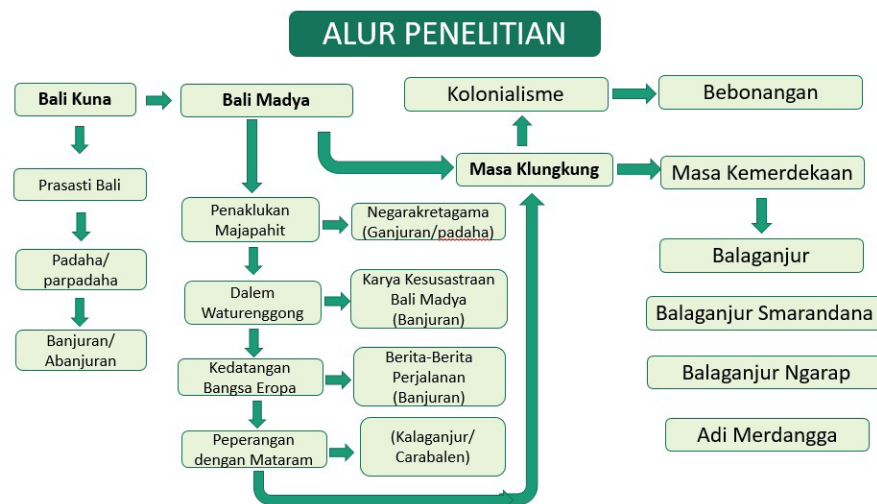 ALUR PENELITIAN
Bali Kuna
Prasasti Bali
Padaha/
parpadaha
Banjuran/
Abanjuran
Bali Madya
Penaklukan
Majapahit
Negarakretagama
(Ganjuran/padaha)
Dalem
Waturenggong
Karya Kesusastraan
Bali Madya
(Banjuran)
Kedatangan
Bangsa Eropa
Berita-Berita
Perjalanan
(Banjuran)
Peperangan
dengan Mataram
(Kalaganjur/
Carabalen)
Masa Klungkung
Kolonialisme
Bebonangan
Masa Kemerdekaan
Balaganjur
Balaganjur Smarandana
Balaganjur Ngarap
Adi Merdangga